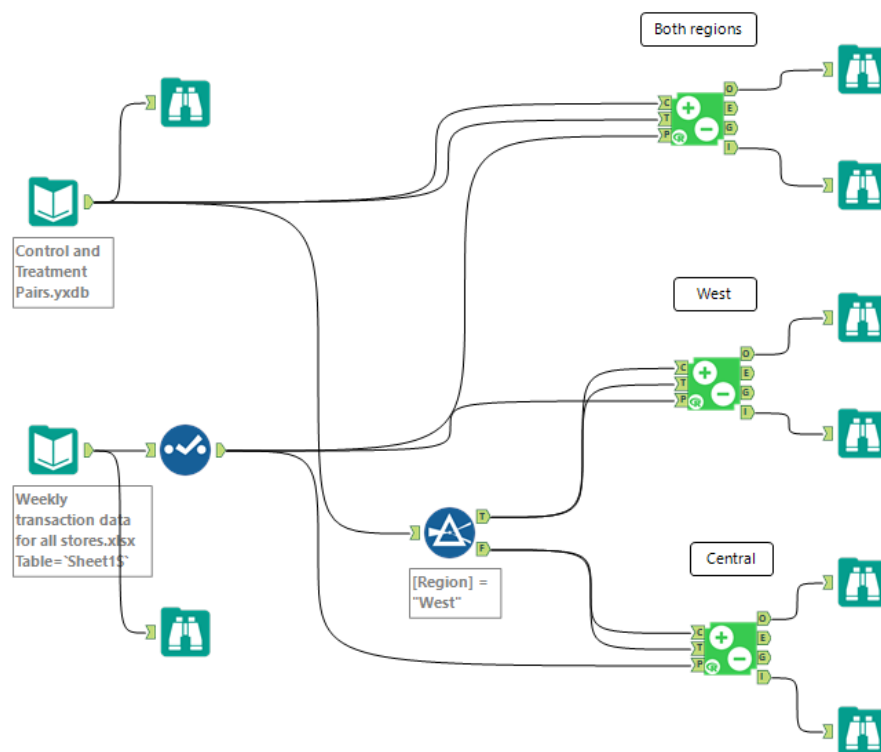 Both regions
O
C
E
T
G
P
R
I
Control and
Treatment
Pairs.yxdb
West
O
C
E
T
G
P
R
I
Weekly
transaction data
for all stores.xlsx
Table=`Sheet1$`
T
F
[Region] =
"West"
Central
O
C
E
T
G
P
R
I